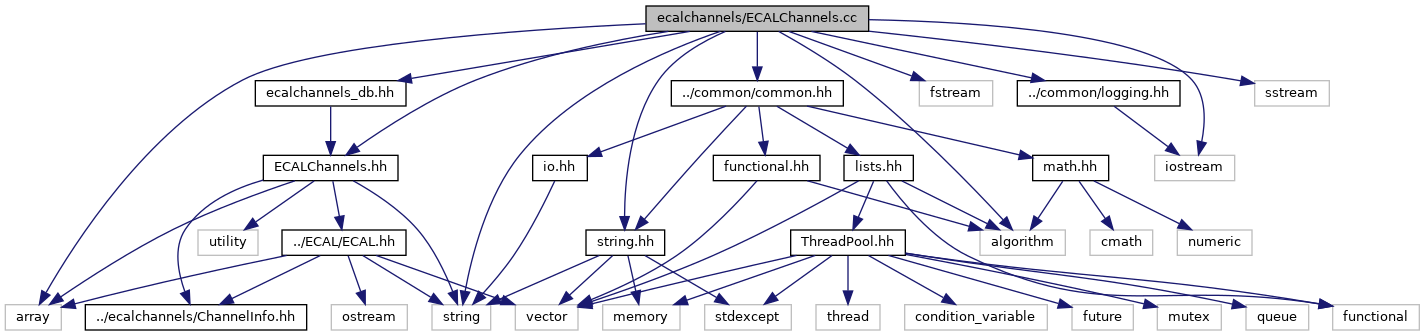 ecalchannels/ECALChannels.cc
ecalchannels_db.hh
../common/common.hh
fstream
../common/logging.hh
sstream
ECALChannels.hh
io.hh
functional.hh
lists.hh
math.hh
iostream
utility
../ECAL/ECAL.hh
string.hh
ThreadPool.hh
algorithm
cmath
numeric
array
../ecalchannels/ChannelInfo.hh
ostream
string
vector
memory
stdexcept
thread
condition_variable
future
mutex
queue
functional